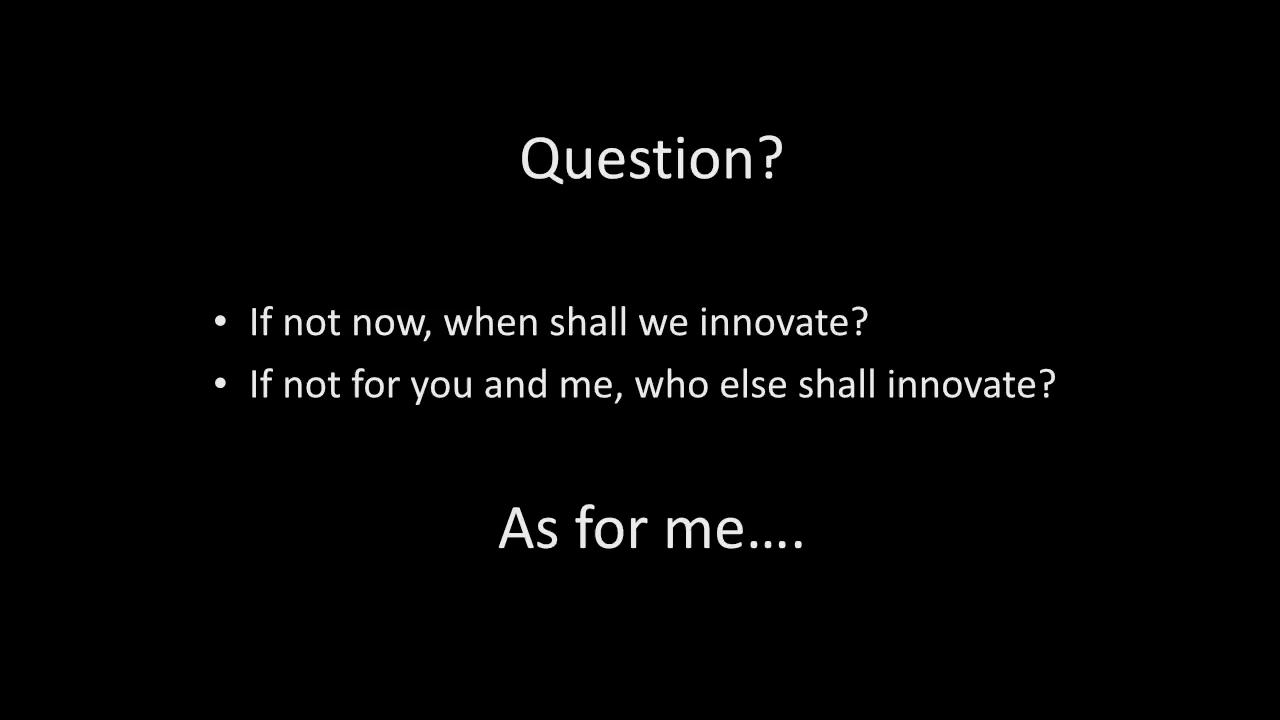 Question?
• If not now, when shall we innovate?
• If not for you and me, who else shall innovate?
As for me....